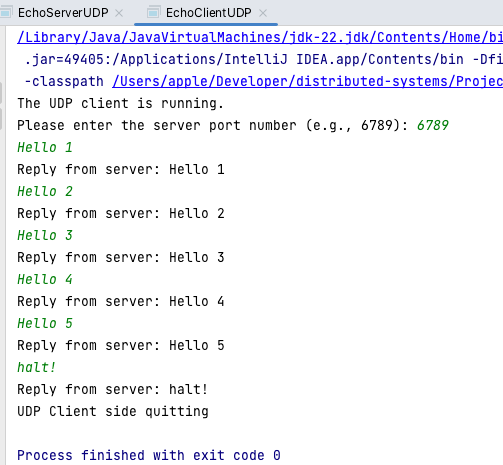 EchoServerUDP EchoClientUDP
/Library/Java/JavaVirtualMachines/jdk-22.jdk/Contents/Home/bi
.jar=49405:/Applications/IntelliJ IDEA.app/Contents/bin -Dfi
-classpath /Users/apple/Developer/distributed-systems/Projec
The UDP client is running.
Please enter the server port number (e.g., 6789): 6789
Hello 1
Reply from server: Hello 1
Hello 2
Reply from server: Hello 2
Hello 3
Reply from server: Hello 3
Hello 4
Reply from server: Hello 4
Hello 5
Reply from server: Hello 5
halt!
Reply from server: halt!
UDP Client side quitting
Process finished with exit code 0